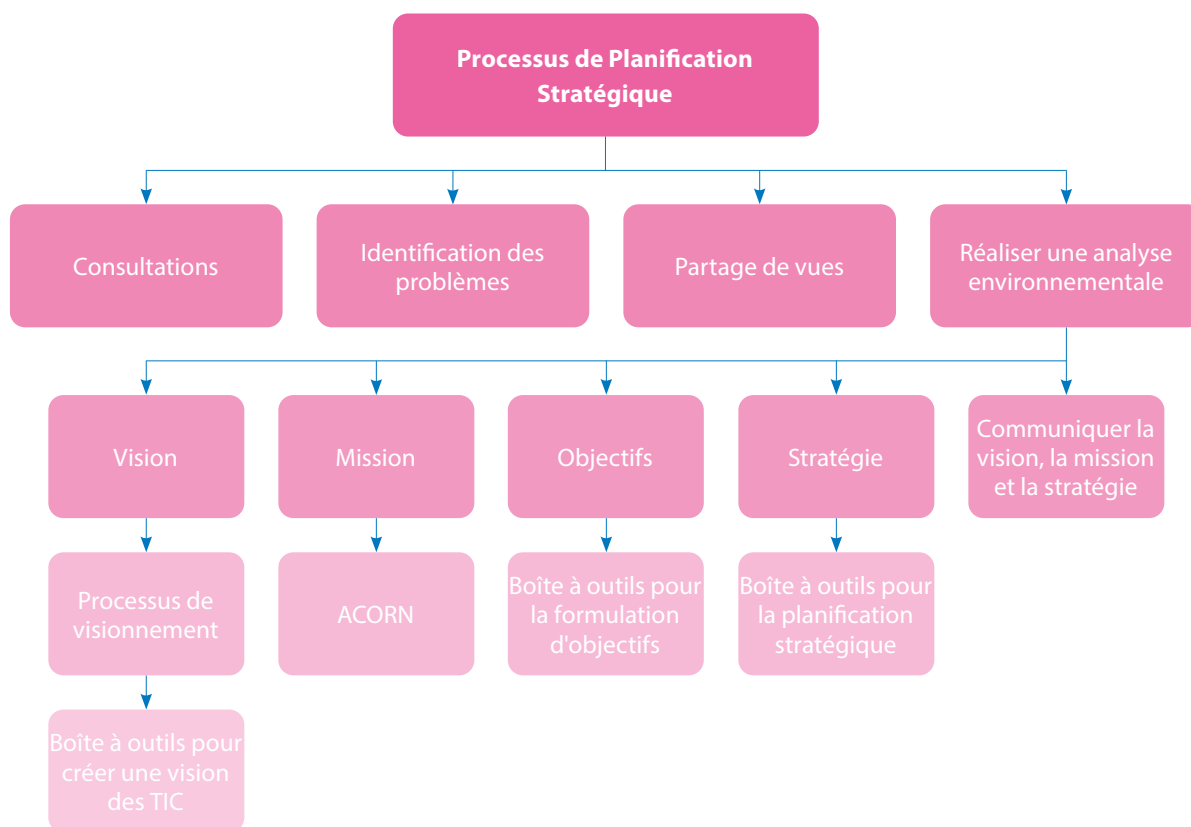 Processus de Planification
Stratégique
Consultations
Identification des
problèmes
Partage de vues
Réaliser une analyse
environnementale
Vision
Mission
Objectifs
Stratégie
Communiquer la
vision, la mission
et la stratégie
Processus de
visionnement
ACORN
Boîte à outils pour
la formulation
d'objectifs
Boîte à outils pour
la planification
stratégique
Boîte à outils pour
créer une vision
des TIC